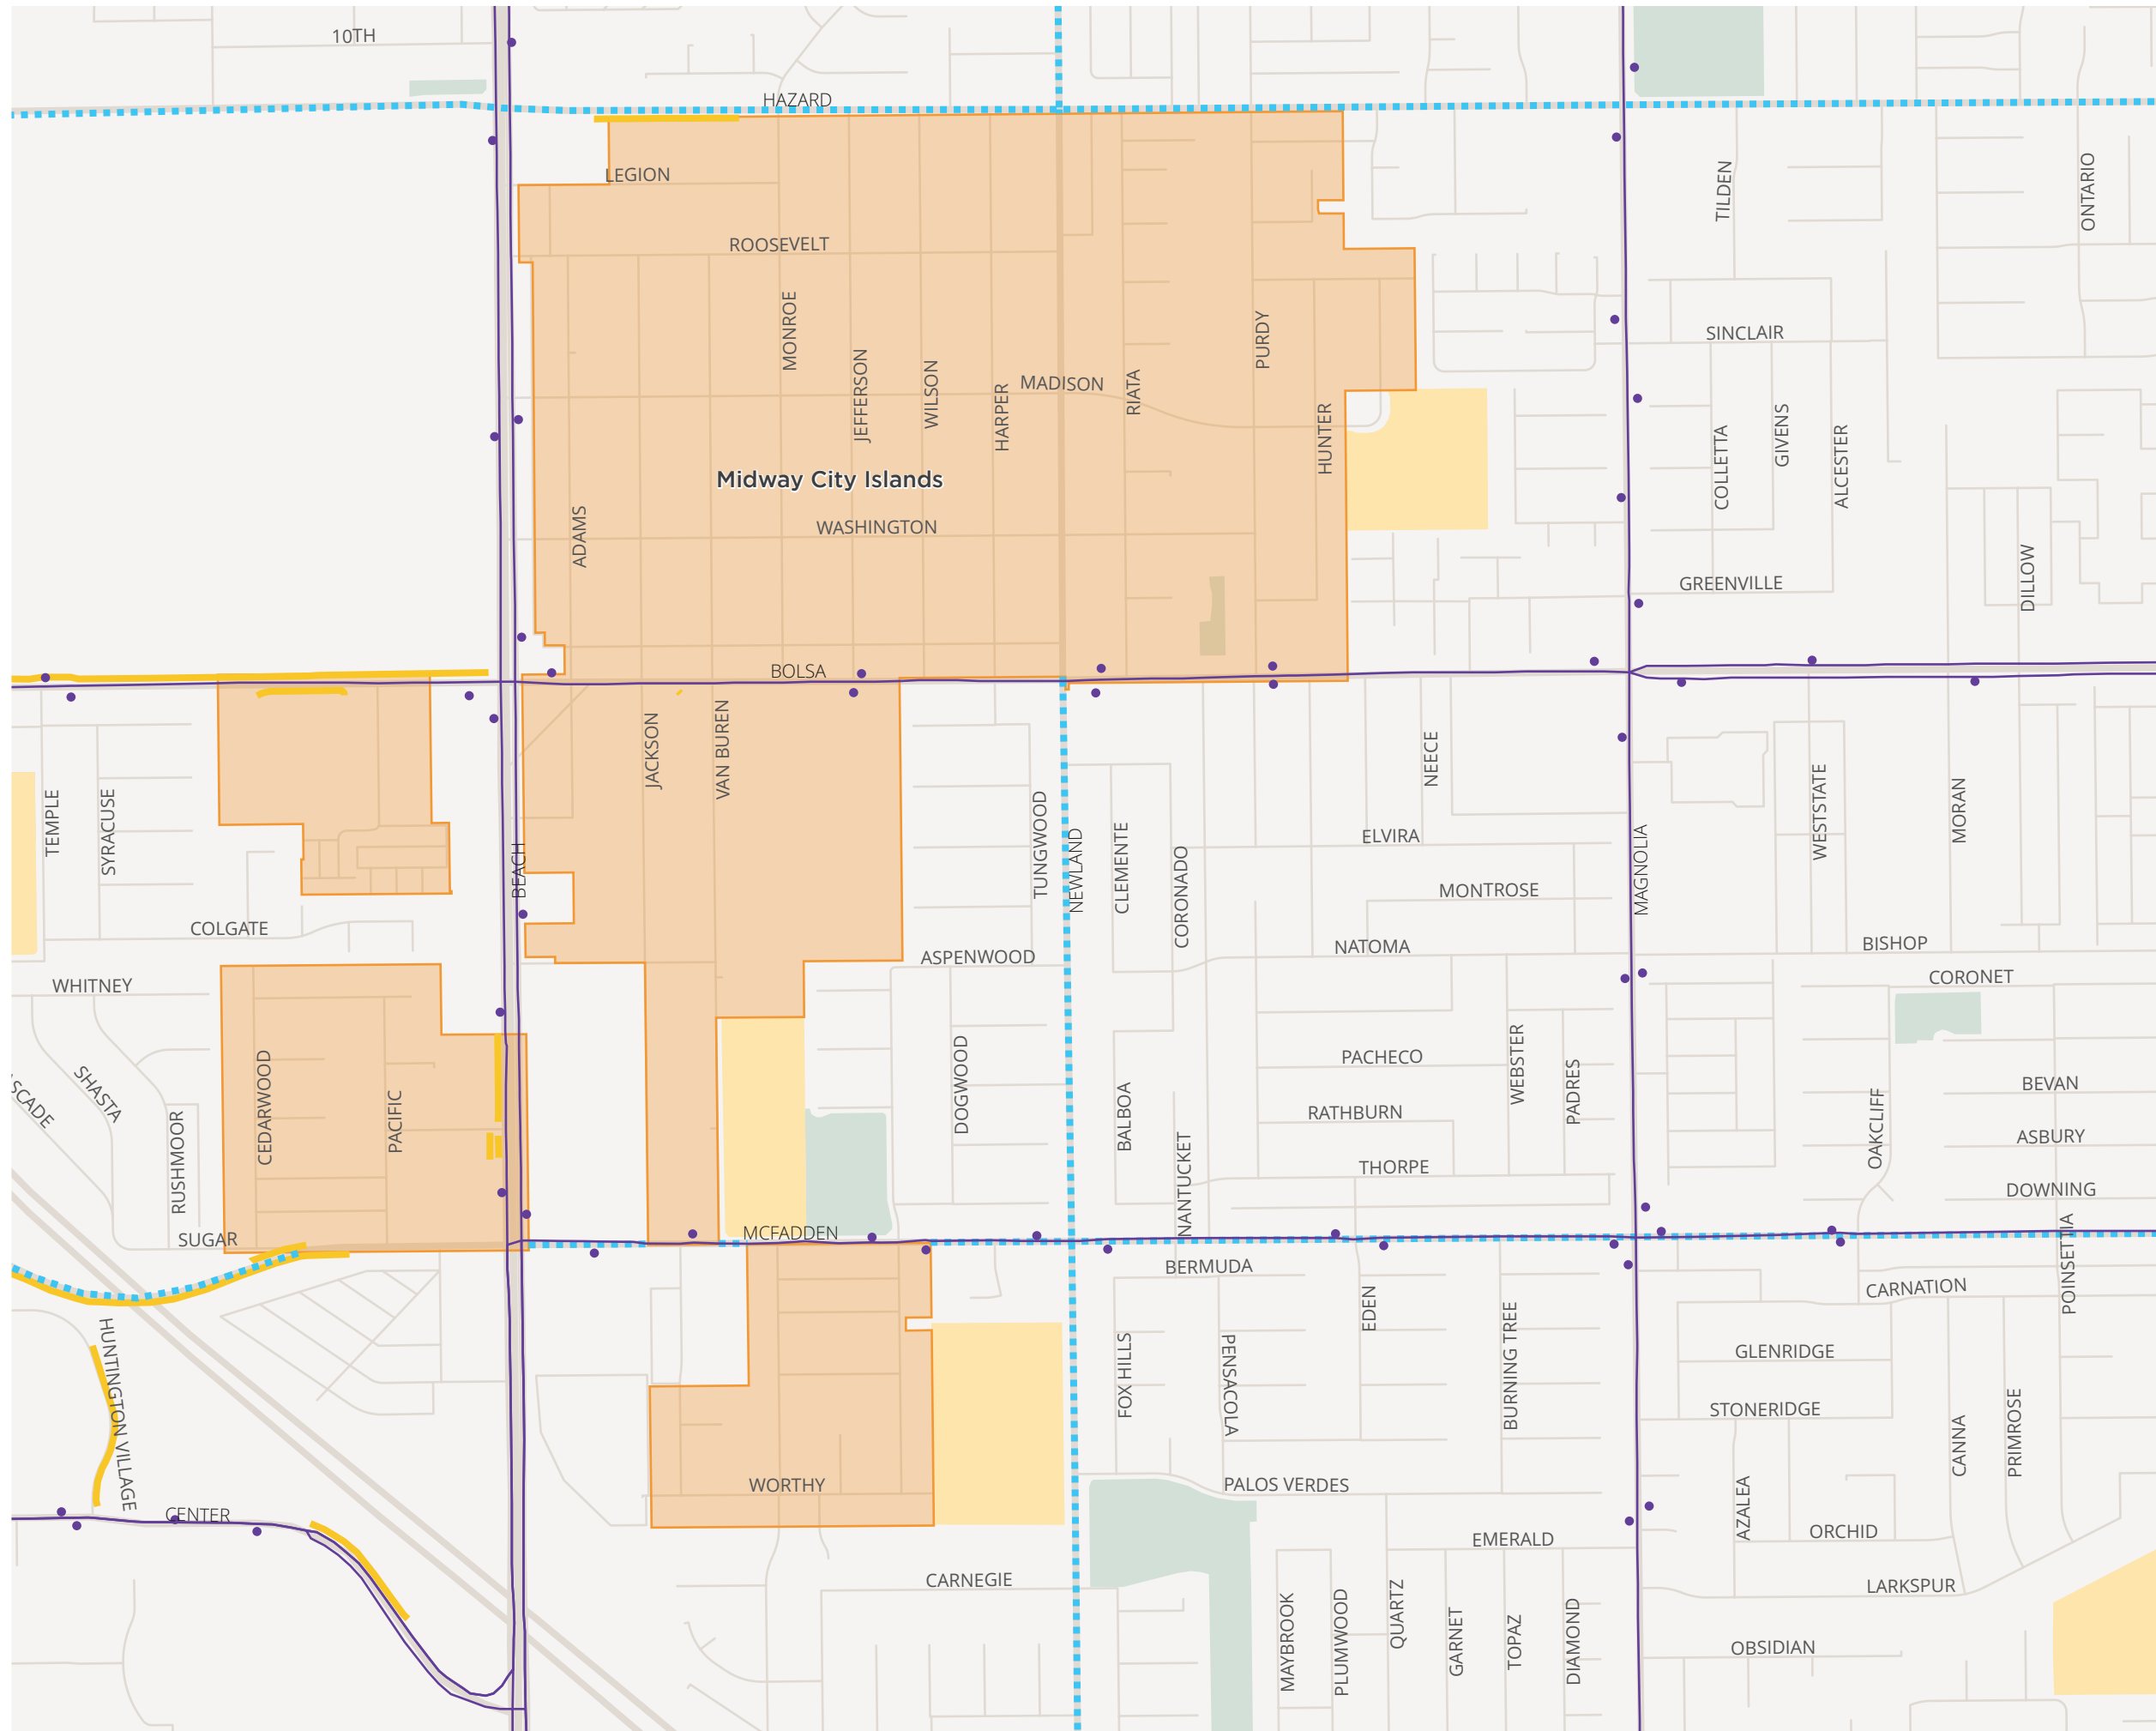 10TH
HAZARD
LEGION
TILDEN
ONTARIO
ROOSEVELT
MONROE
PURDY
SINCLAIR
JEFFERSON
WILSON
HARPER
MADISON
RIATA
HUNTER
COLLETTA
GIVENS
ALCESTER
Midway City Islands
ADAMS
WASHINGTON
DILLOW
GREENVILLE
BOLSA
JACKSON
VAN BUREN
NEECE
TEMPLE
SYRACUSE
BEACH
TUNGWOOD
NEWLAND
CLEMENTE
CORONADO
ELVIRA
MAGNOLIA
WESTSTATE
MORAN
MONTROSE
COLGATE
ASPENWOOD
NATOMA
BISHOP
WHITNEY
CORONET
SCADE
SHASTA
RUSHMOOR
CEDARWOOD
PACIFIC
DOGWOOD
BALBOA
NANTUCKET
PACHECO
WEBSTER
PADRES
RATHBURN
OAKCLIFF
BEVAN
ASBURY
THORPE
DOWNING
SUGAR
MCFADDEN
POINSETTIA
BERMUDA
CARNATION
HUNTINGTON VILLAGE
FOX HILLS
PENSACOLA
EDEN
BURNING TREE
GLENRIDGE
STONERIDGE
CANNA
PRIMROSE
WORTHY
PALOS VERDES
AZALEA
CENTER
EMERALD
ORCHID
CARNEGIE
LARKSPUR
MAYBROOK
PLUMWOOD
QUARTZ
GARNET
TOPAZ
DIAMOND
OBSIDIAN